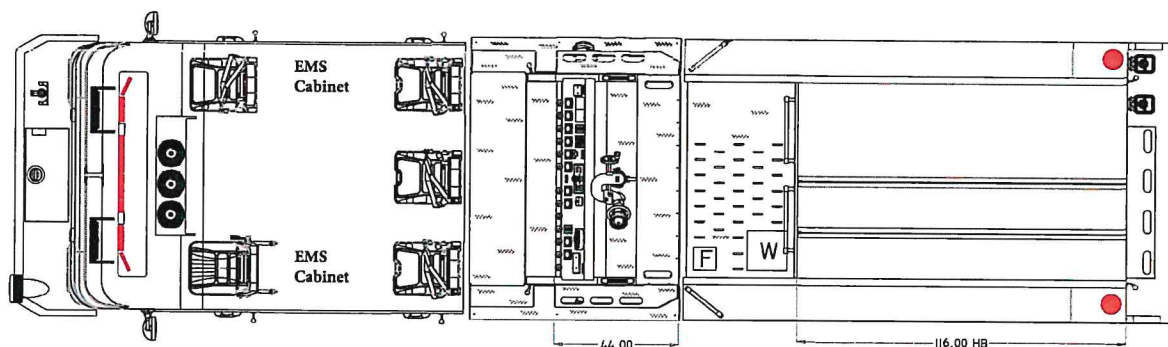 EMS
Cabinet
EMS
Cabinet
F
W
44.00
116.00 HB